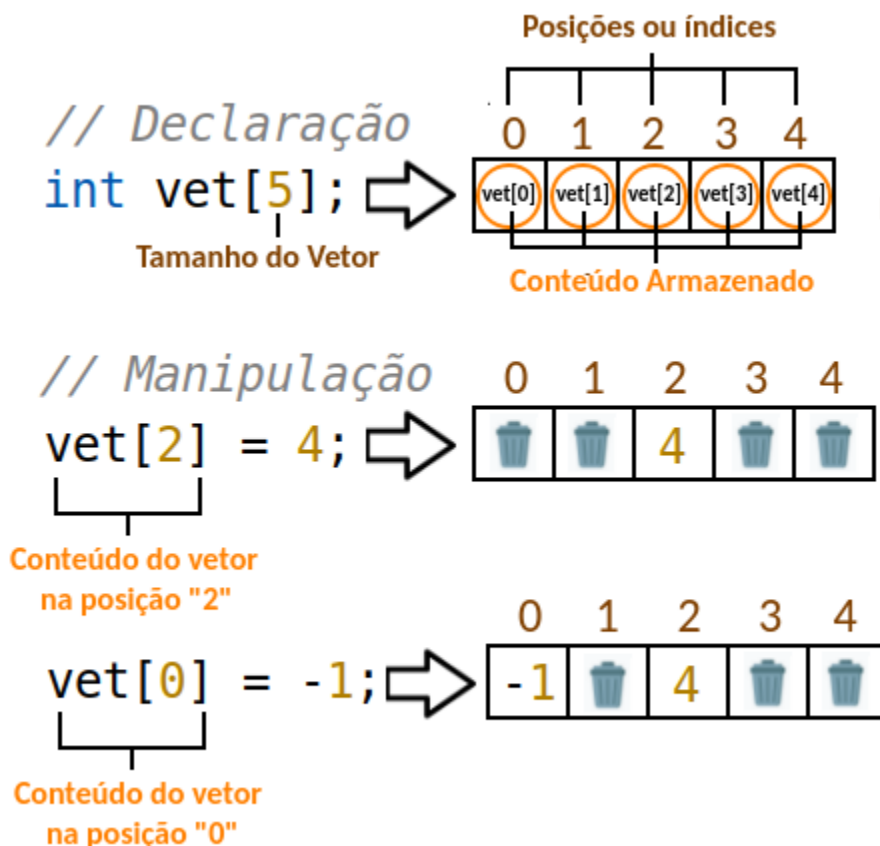 Posições ou índices
// Declaração
0 1 2 3 4
int vet[5];
vet[0] vet[1] vet[2] vet[3] vet[4]
Tamanho do Vetor
Conteúdo Armazenado
// Manipulação
0 1 2 3 4
vet[2] = 4;
4
Conteúdo do vetor
na posição "2"
0 1 2 3 4
vet[0] = -1;
-1 4
Conteúdo do vetor
na posição "0"